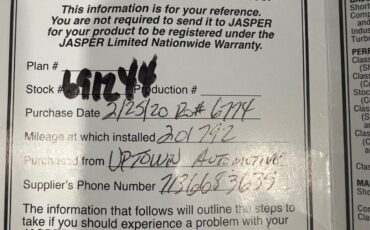 This information is for your reference.
You are not required to send it to JASPER
for your product to be registered under the
JASPER Limited Nationwide Warranty.
Plan #
Stock # 691244 Production #
Purchase Date 2/25/20 Ro# 6774
Mileage at which installed 201792
Purchased from UPTOWN AUTOMOTIVE
Supplier's Phone Number 7136683639
The information that follows will outline the steps to
take if you should experience a problem with your